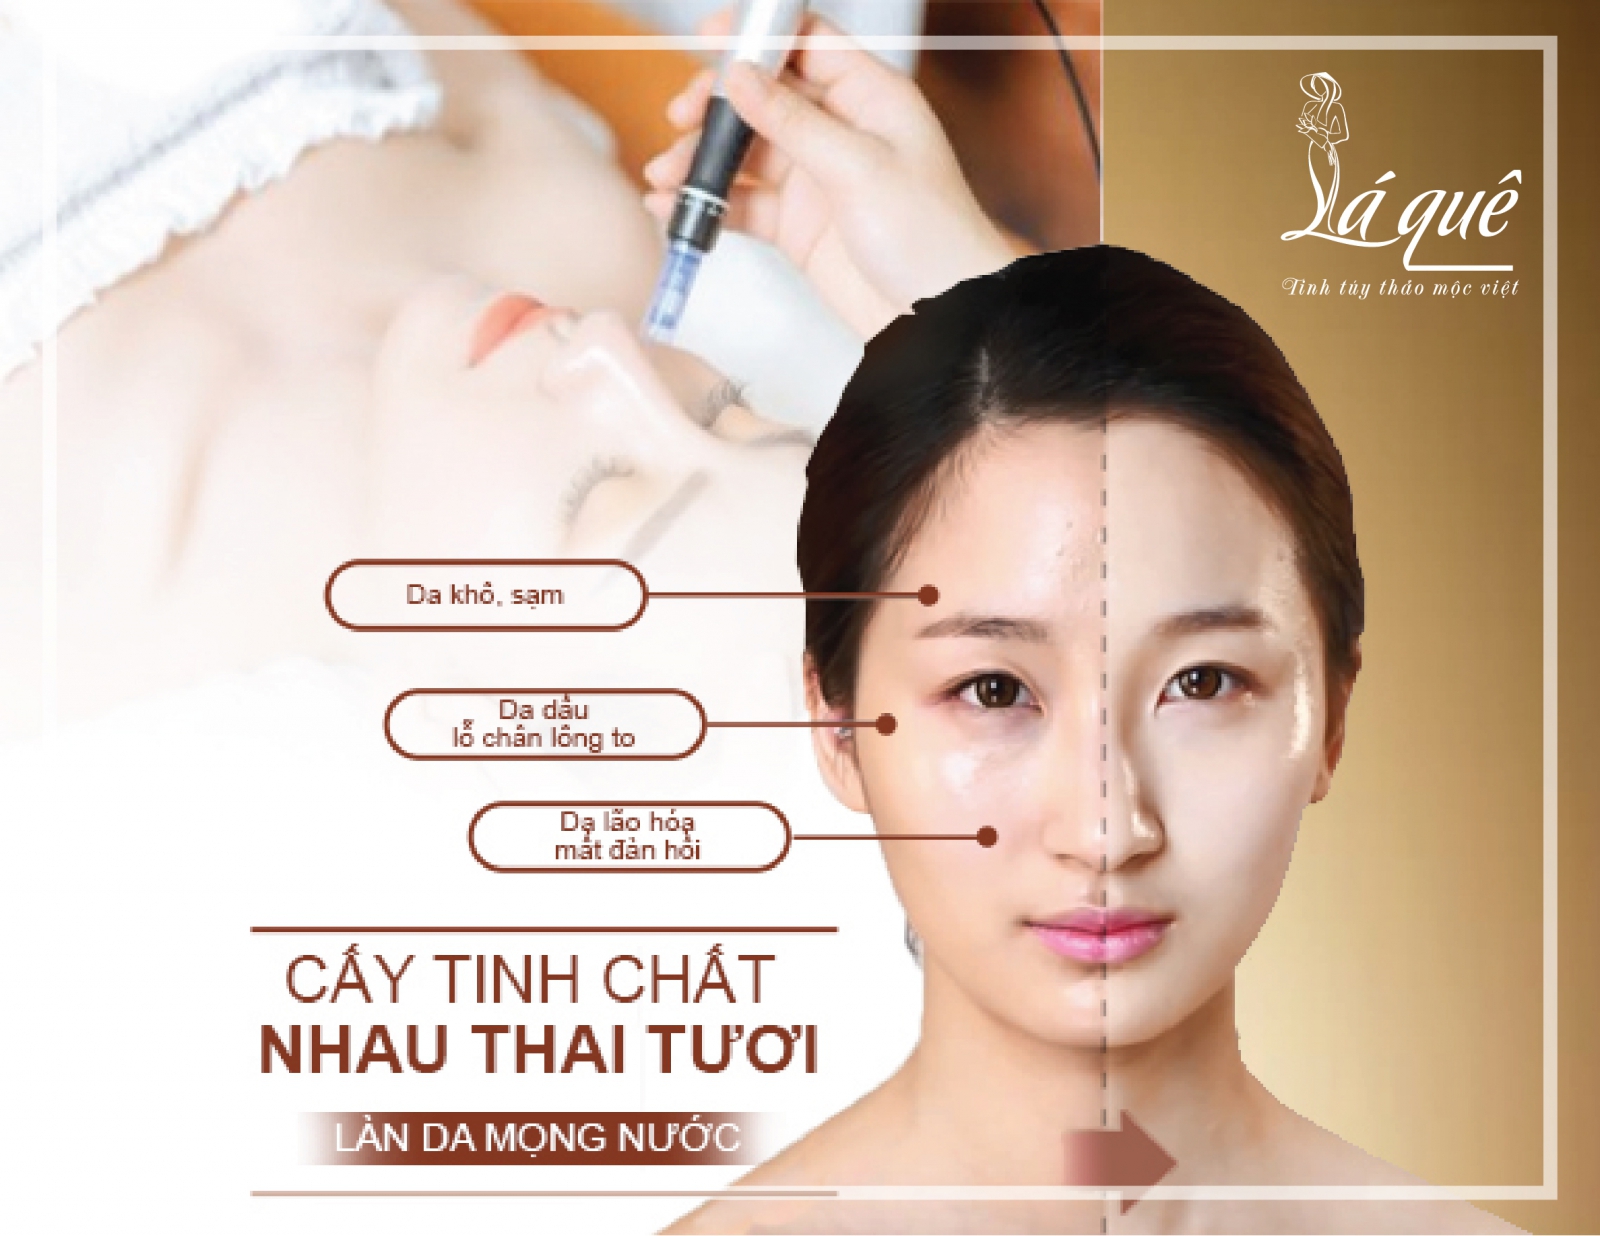 Lá quê
Tinh túy thảo mộc việt
Da khô, sạm
Da dầu
lỗ chân lông to
Da lão hóa
mất đàn hồi
CẤY TINH CHẤT
NHAU THAI TƯƠI
LÀN DA MỌNG NƯỚC